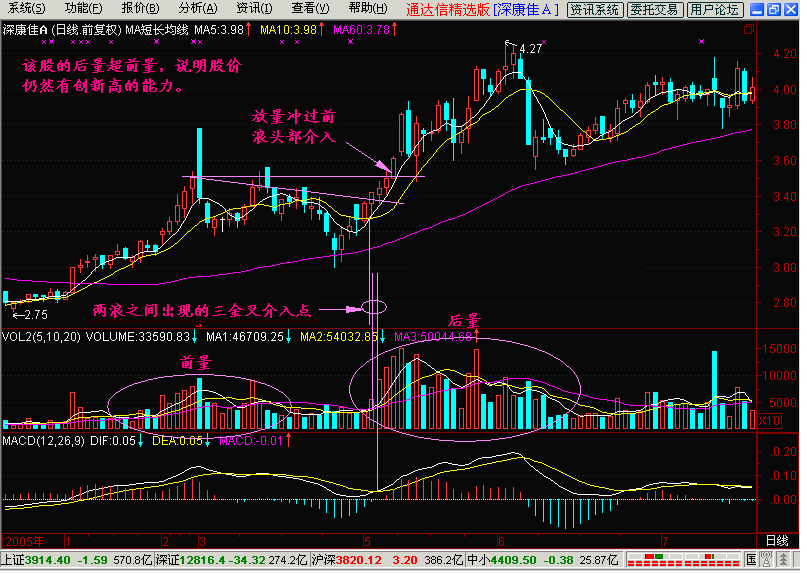 系统(S) 功能(F) 报价(B) 分析(A) 资讯(I) 查看(V) 帮助(H) 通达信精选版 [深康佳A] 资讯系统 委托交易 用户论坛
深康佳A (日线.前复权) MA短长均线 MA5:3.98↑ MA10:3.98↑ MA60:3.78↑
该股的后量超前量，说明股价
仍然有创新高的能力。
放量冲过前
浪头部介入
←4.27
4.20
4.00
3.80
3.60
3.40
3.20
3.00
2.80
←2.75
两浪之间出现的三金叉介入点
后量
VOL2(5,10,20) VOLUME:33590.83↓ MA1:46709.25↓ MA2:54032.85↓ MA3:50044.68↑
前量
15000
10000
5000
X10
MACD(12,26,9) DIF:0.05↓ DEA:0.05↓ MACD:-0.01↑
0.20
0.10
0.00
2005年 1 2 3 5 6 7 日线
上证3914.40 -1.59 570.8亿 深证12816.4 -34.32 274.2亿 沪深3820.12 3.20 386.2亿 中小4409.50 -0.38 25.87亿 国